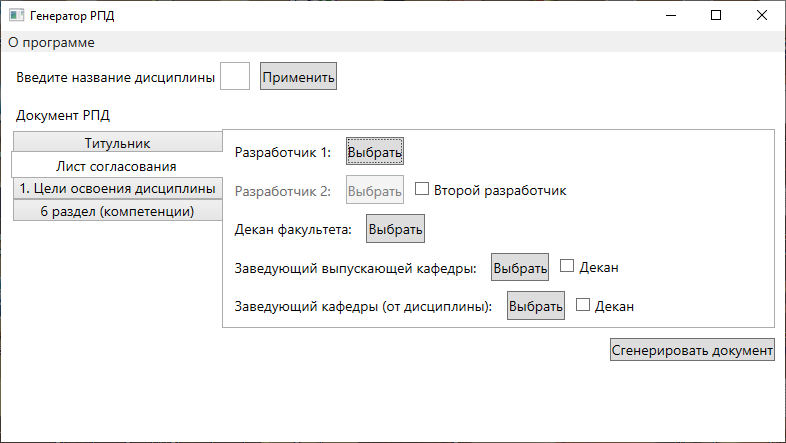 Генератор РПД
О программе
Введите название дисциплины Применить
Документ РПД
Титульник
Лист согласования
1. Цели освоения дисциплины
6 раздел (компетенции)
Разработчик 1: Выбрать
Разработчик 2: Выбрать Второй разработчик
Декан факультета: Выбрать
Заведующий выпускающей кафедры: Выбрать Декан
Заведующий кафедры (от дисциплины): Выбрать Декан
Сгенерировать документ